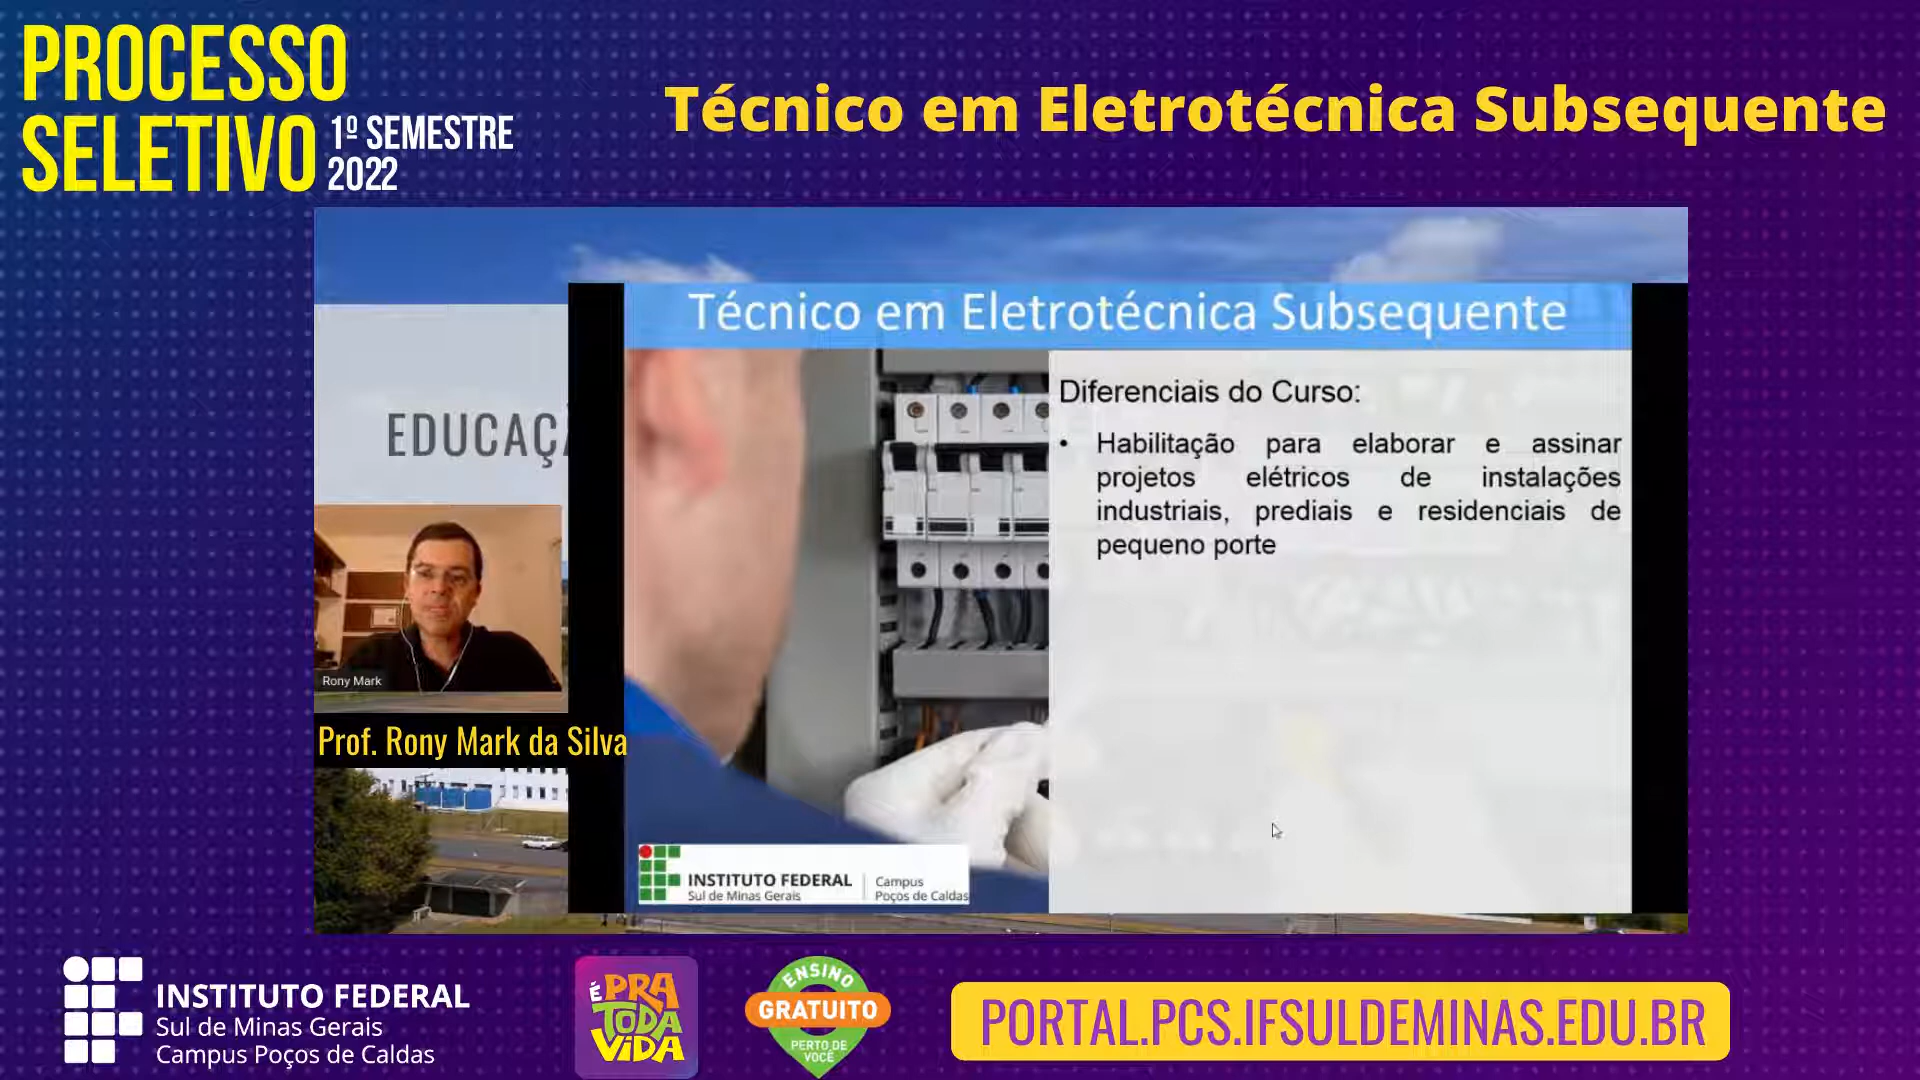 PROCESSO
SELETIVO
1º SEMESTRE
2022
Técnico em Eletrotécnica Subsequente
Técnico em Eletrotécnica Subsequente
Diferenciais do Curso:
• Habilitação para elaborar e assinar
projetos elétricos de instalações
industriais, prediais e residenciais de
pequeno porte
EDUCAÇ
Rony Mark
Prof. Rony Mark da Silva
INSTITUTO FEDERAL
Sul de Minas Gerais
Campus
Poços de Caldas
INSTITUTO FEDERAL
Sul de Minas Gerais
Campus Poços de Caldas
É PRA
TODA
VIDA
ENSINO
GRATUITO
PERTO DE
VOCÊ
PORTAL.PCS.IFSULDEMINAS.EDU.BR